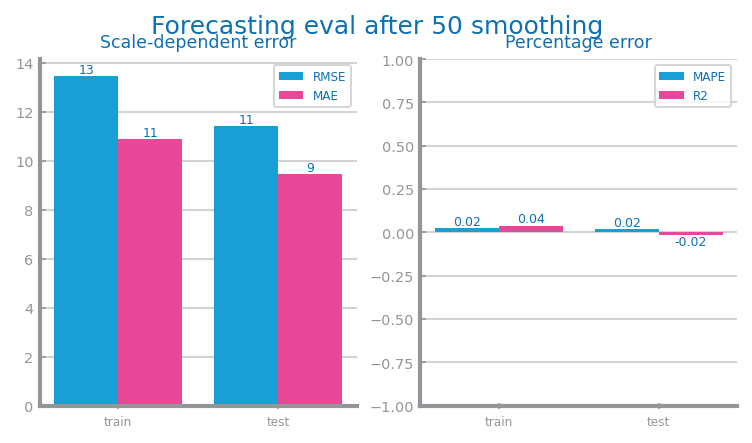 Forecasting eval after 50 smoothing
Scale-dependent error
14
12
10
8
6
4
2
0
13
11
11
9
RMSE
MAE
train
test
Percentage error
1.00
0.75
0.50
0.25
0.00
−0.25
−0.50
−0.75
−1.00
0.02
0.04
0.02
-0.02
MAPE
R2
train
test